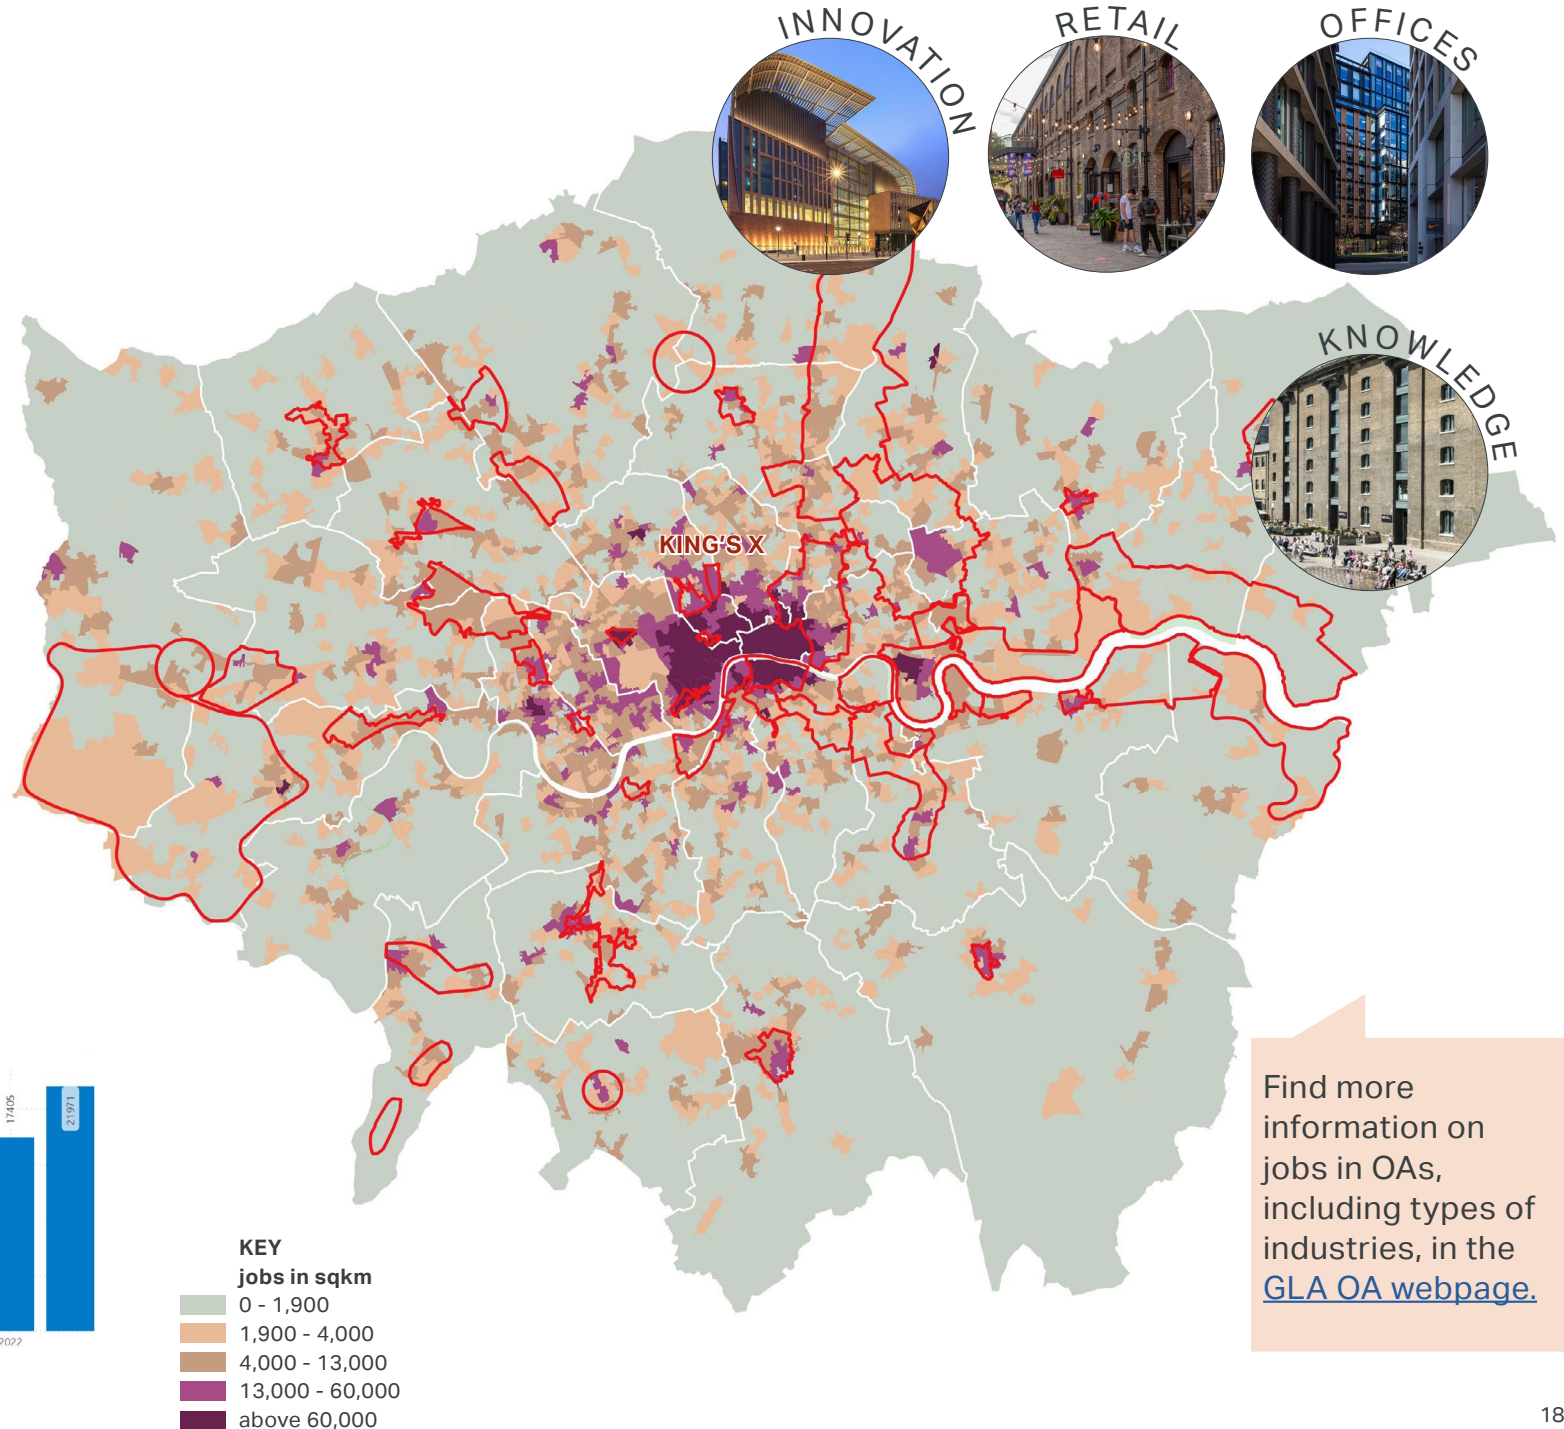 INNOVATION
RETAIL
OFFICES
KNOWLEDGE
KING'S X
17405
21971
2022
KEY
jobs in sqkm
0 - 1,900
1,900 - 4,000
4,000 - 13,000
13,000 - 60,000
above 60,000
Find more
information on
jobs in OAs,
including types of
industries, in the
GLA OA webpage.
18